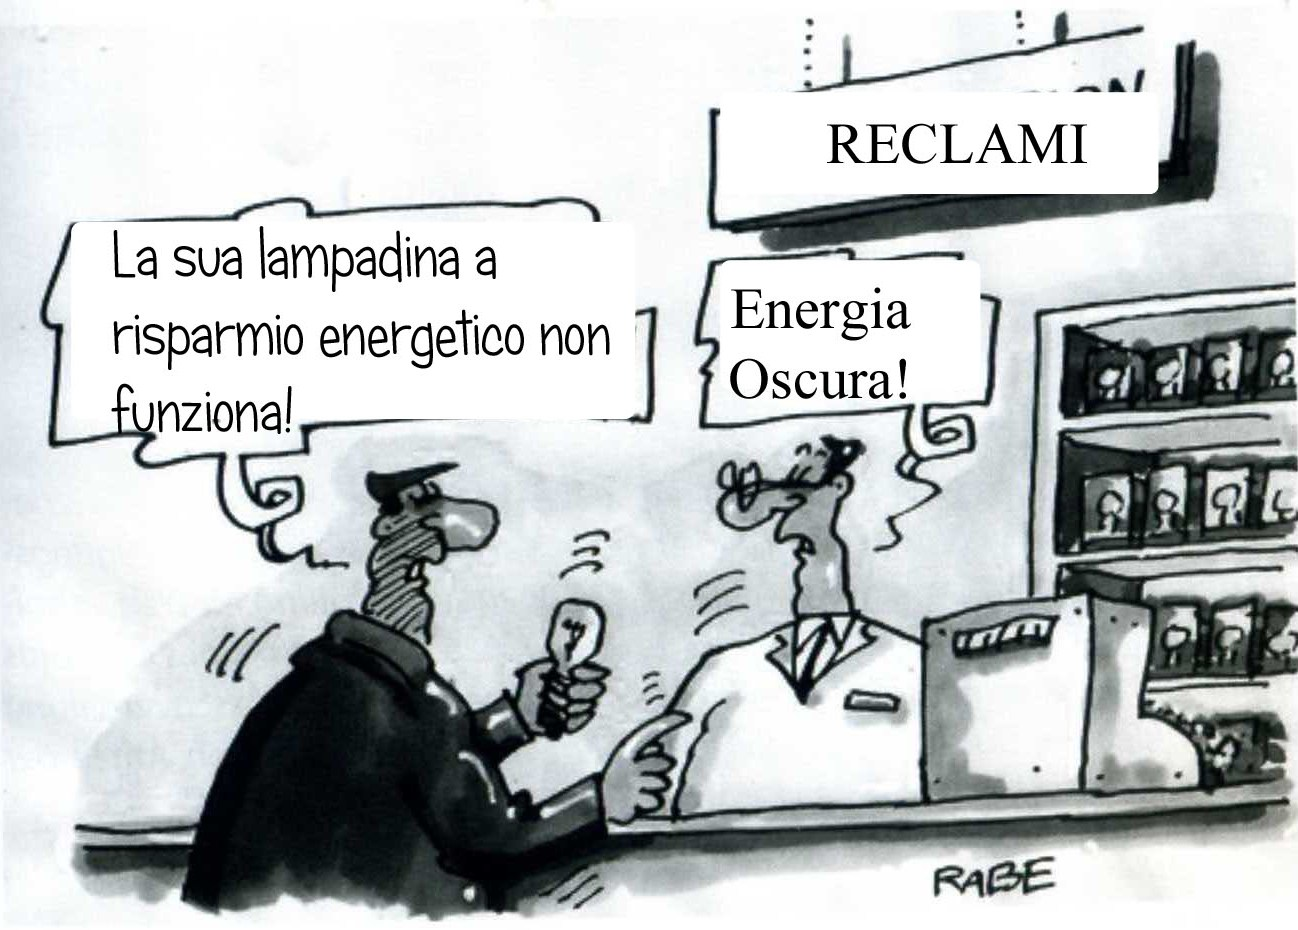 RECLAMI
La sua lampadina a
risparmio energetico non
funziona!
Energia
Oscura!
RABE